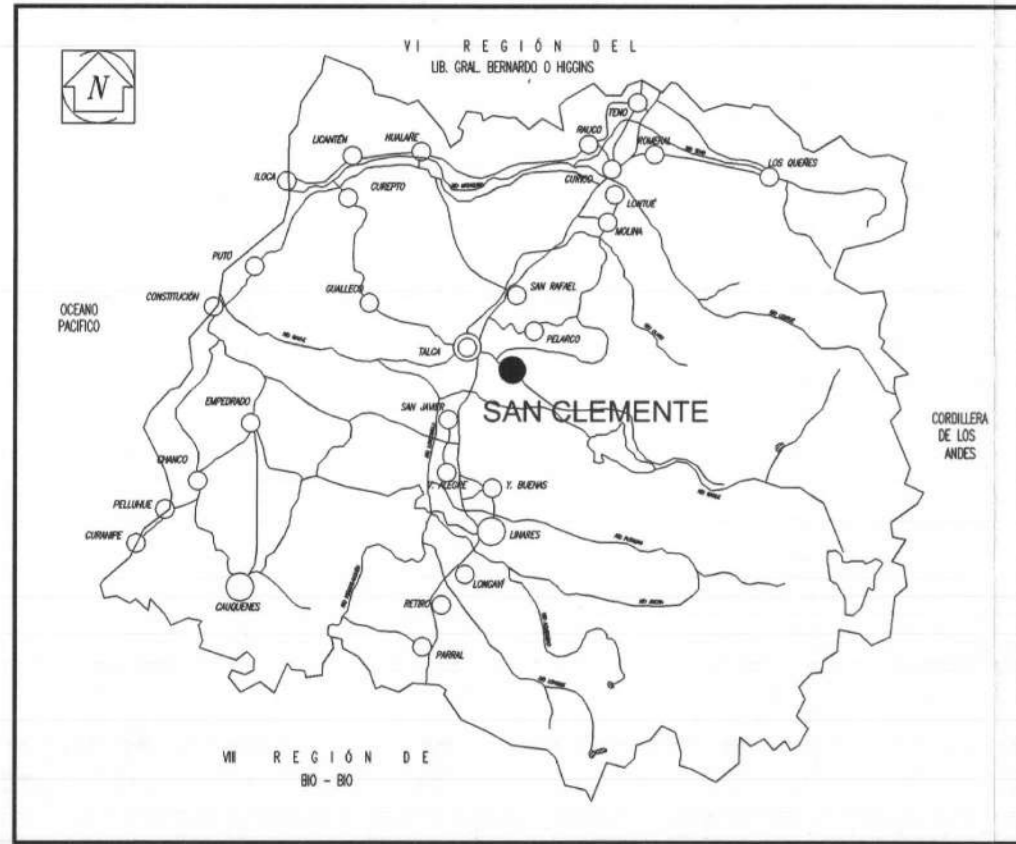 VI REGIÓN DEL
LIB. GRAL. BERNARDO O HIGGINS
N
TENO
RAUCO
ROMERAL
HUALAÑE
LICANTÉN
LOS QUEÑES
CURICO
ILOCA
CUREPTO
LONTUÉ
MOLINA
PUTÚ
GUALLECO
SAN RAFAEL
CONSTITUCIÓN
OCEANO
PACIFICO
PELARCO
TALCA
SAN CLEMENTE
SAN JAVIER
EMPEDRADO
CORDILLERA
DE LOS
ANDES
CHANCO
V. ALEGRE
Y. BUENAS
PELLUHUE
LINARES
CURANIPE
LONGAVÍ
CAUQUENES
RETIRO
PARRAL
VIII REGIÓN DE
BIO - BIO